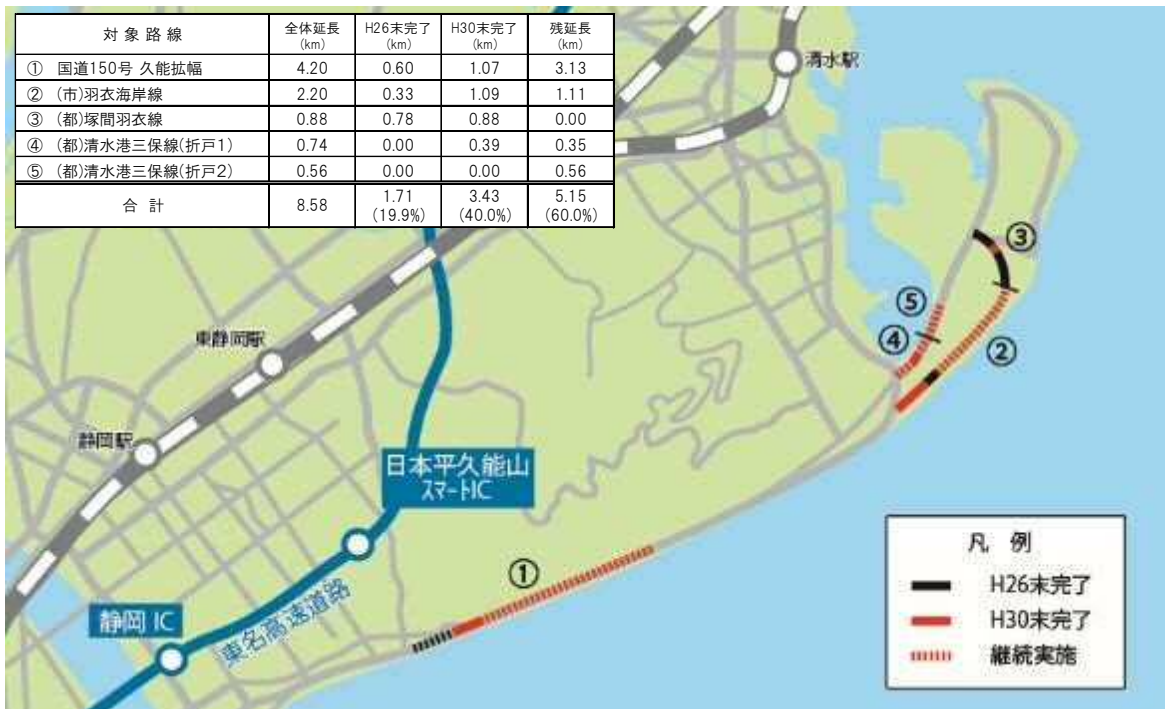 対象路線 全体延長(km) H26末完了(km) H30末完了(km) 残延長(km)
① 国道150号 久能拡幅 4.20 0.60 1.07 3.13
② (市)羽衣海岸線 2.20 0.33 1.09 1.11
③ (都)塚間羽衣線 0.88 0.78 0.88 0.00
④ (都)清水港三保線(折戸1) 0.74 0.00 0.39 0.35
⑤ (都)清水港三保線(折戸2) 0.56 0.00 0.00 0.56
合計 8.58 1.71(19.9%) 3.43(40.0%) 5.15(60.0%)
清水駅
③
⑤
④
②
東静岡駅
静岡駅
日本平久能山
スマートIC
①
東名高速道路
静岡 IC
凡 例
H26末完了
H30末完了
継続実施